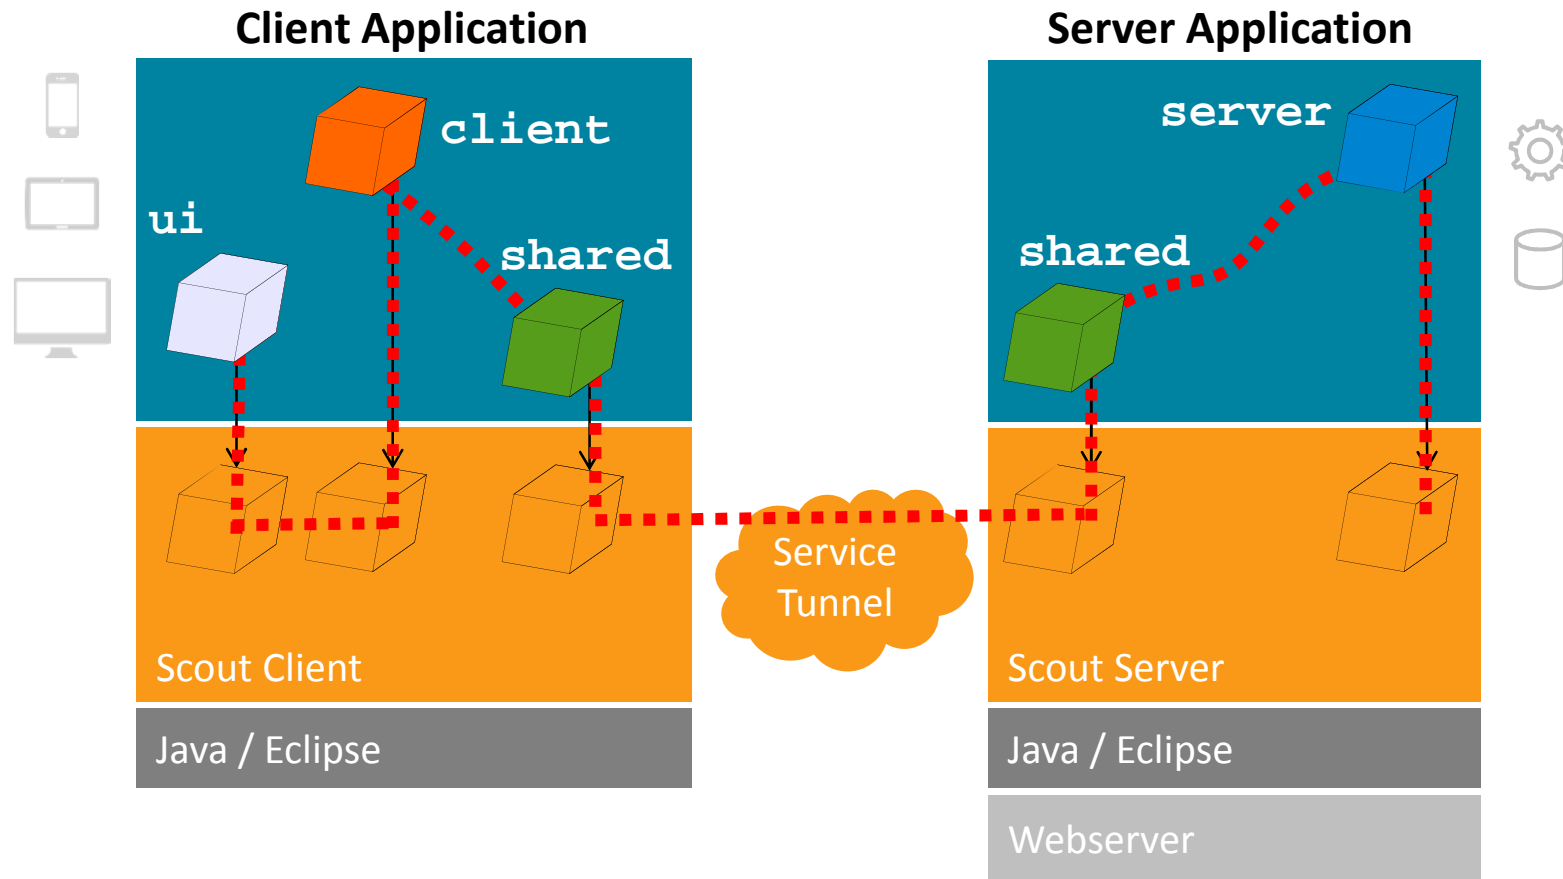 Client Application
client
ui
shared
Scout Client
Java / Eclipse
Service
Tunnel
Server Application
server
shared
Scout Server
Java / Eclipse
Webserver